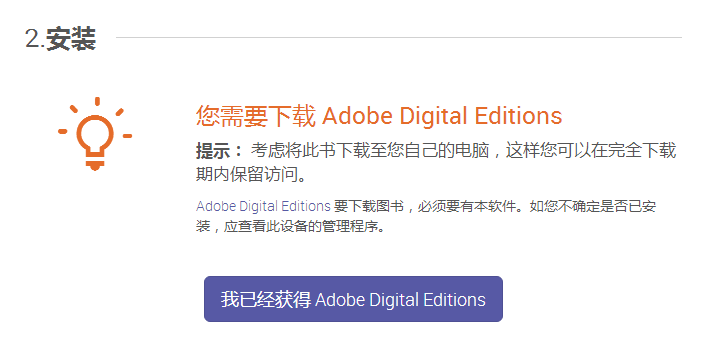 2.安装
您需要下载 Adobe Digital Editions
提示： 考虑将此书下载至您自己的电脑，这样您可以在完全下载
期内保留访问。
Adobe Digital Editions 要下载图书，必须要有本软件。如您不确定是否已安
装，应查看此设备的管理程序。
我已经获得 Adobe Digital Editions